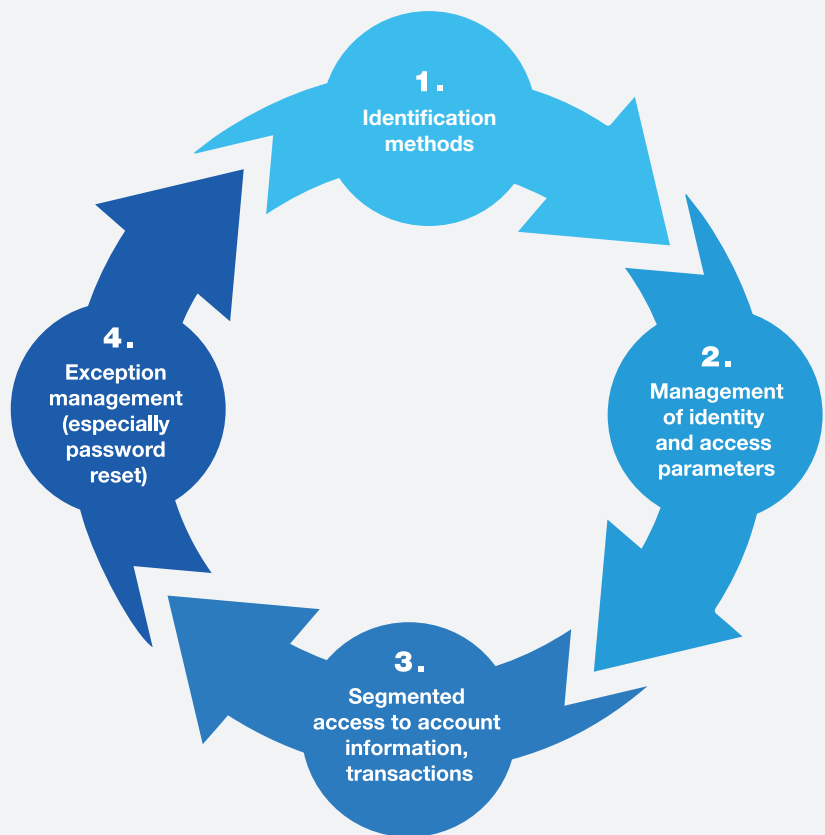 1.
Identification
methods
2.
Management
of identity
and access
parameters
3.
Segmented
access to account
information,
transactions
4.
Exception
management
(especially
password
reset)